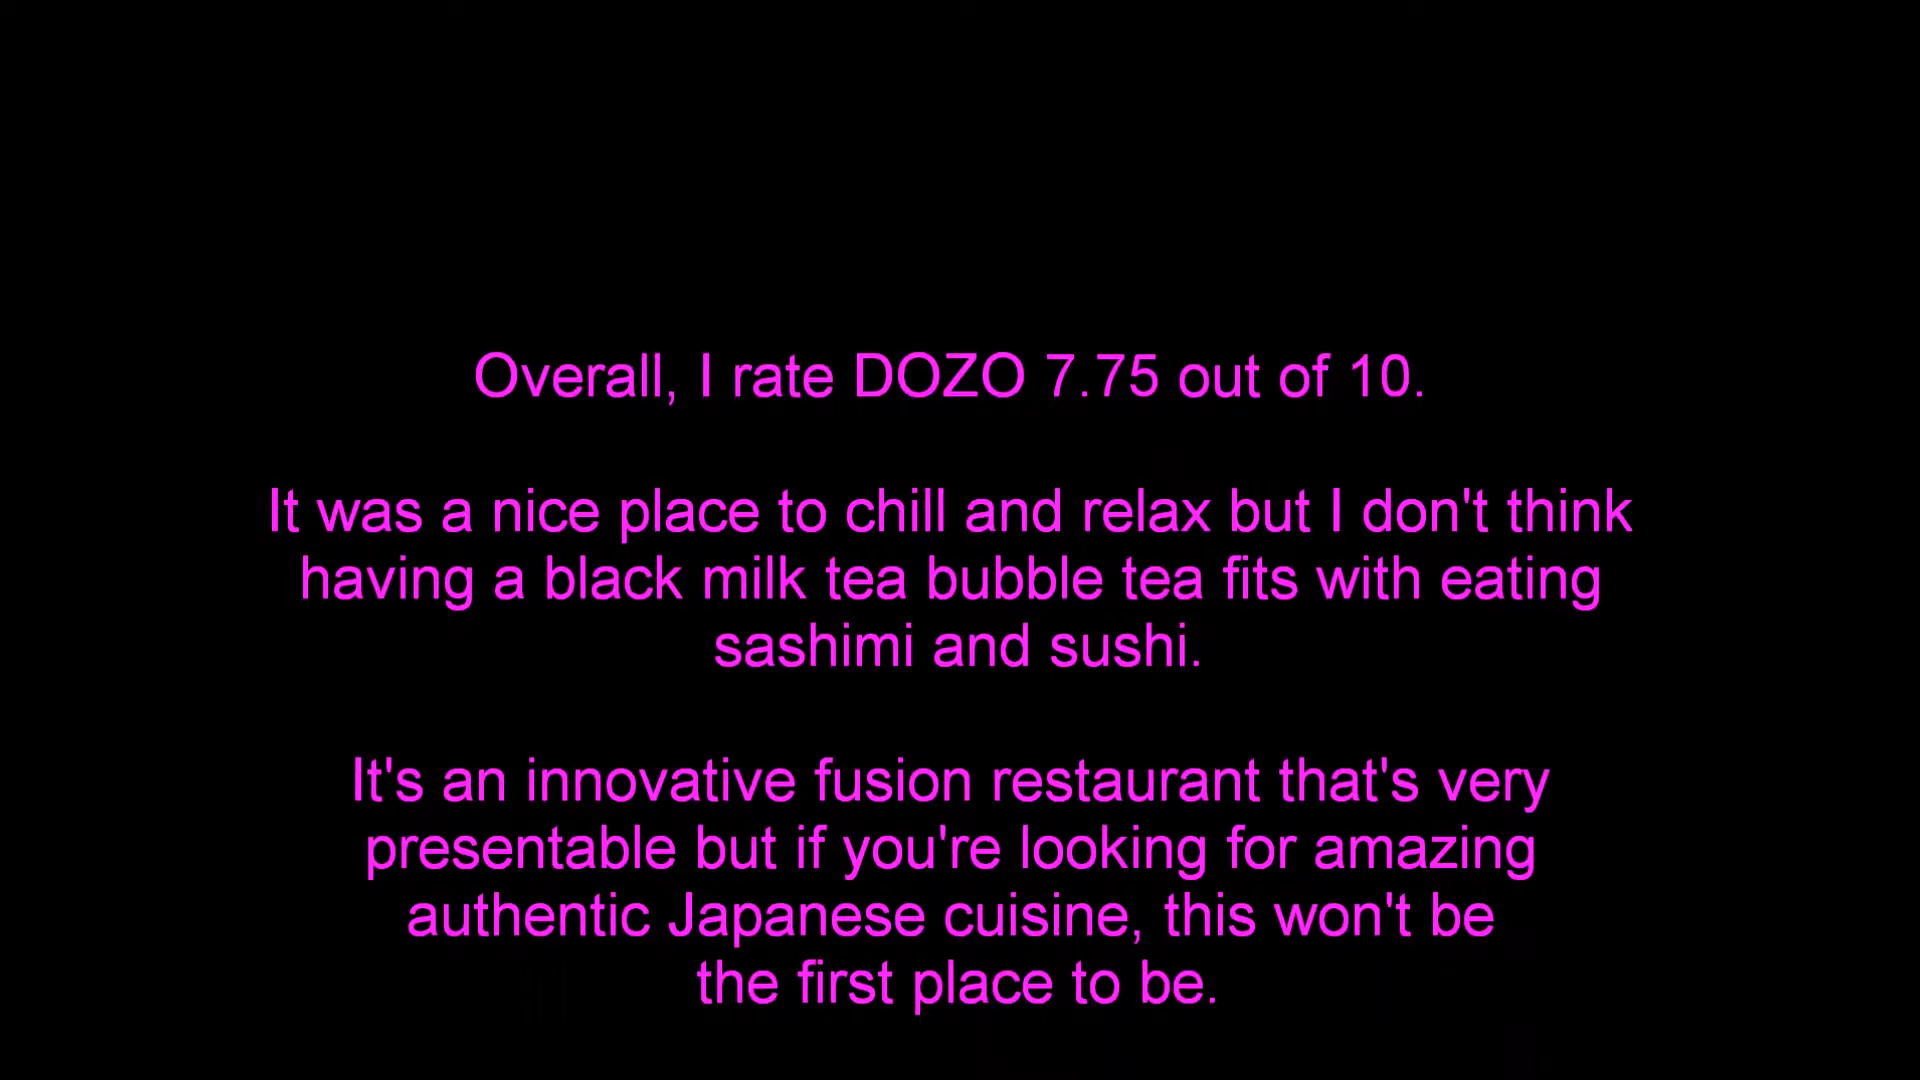 Overall, I rate DOZO 7.75 out of 10.
It was a nice place to chill and relax but I don't think
having a black milk tea bubble tea fits with eating
sashimi and sushi.
It's an innovative fusion restaurant that's very
presentable but if you're looking for amazing
authentic Japanese cuisine, this won't be
the first place to be.